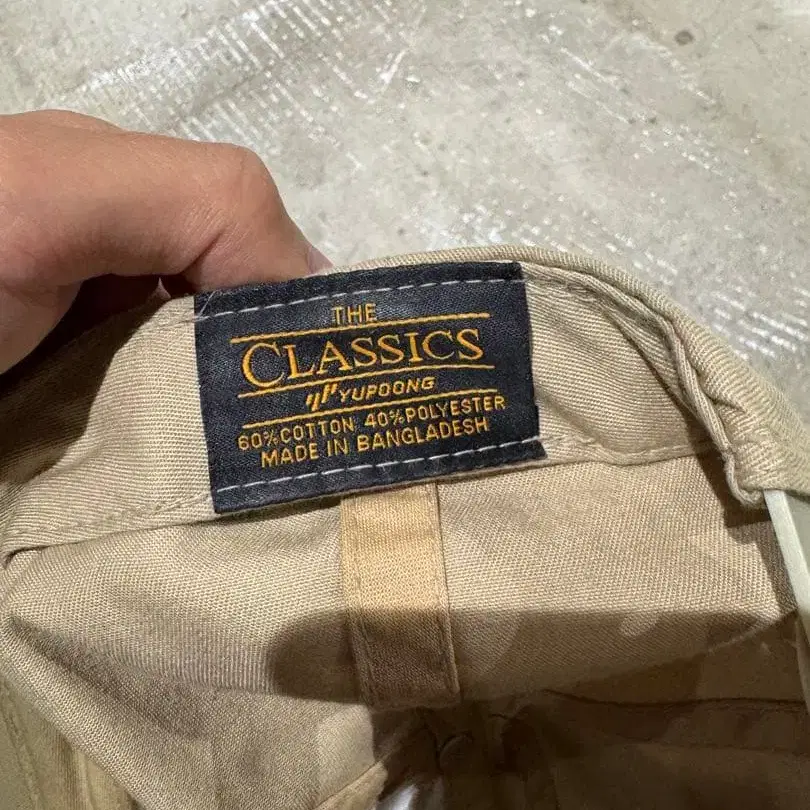 THE
CLASSICS
YUPOONG
60%COTTON 40%POLYESTER
MADE IN BANGLADESH